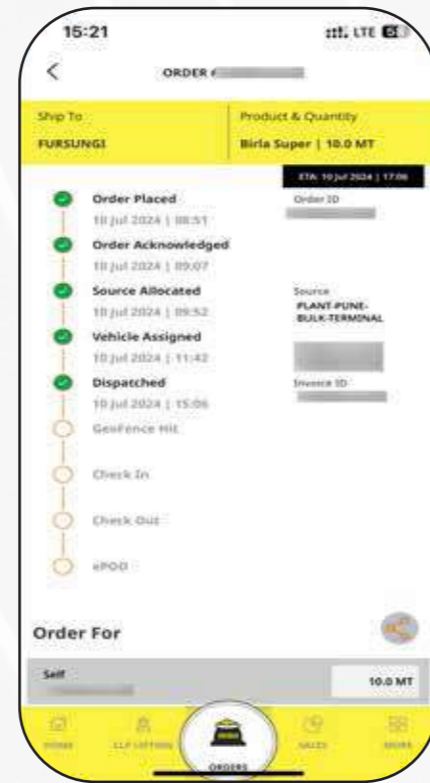 15:21
LTE
ORDER #
Ship To
FURSUNGI
Product & Quantity
Birla Super | 10.0 MT
ETA: 10 Jul 2024 | 17:06
Order Placed
10 Jul 2024 | 08:51
Order ID
Order Acknowledged
10 Jul 2024 | 09:07
Source Allocated
10 Jul 2024 | 09:52
Source
PLANT-PUNE-
BULK-TERMINAL
Vehicle Assigned
10 Jul 2024 | 11:42
Dispatched
10 Jul 2024 | 15:06
Invoice ID
GeoFence Hit
Check In
Check Out
ePOD
Order For
Self
10.0 MT
HOME
ORDERS
SALES
MORE